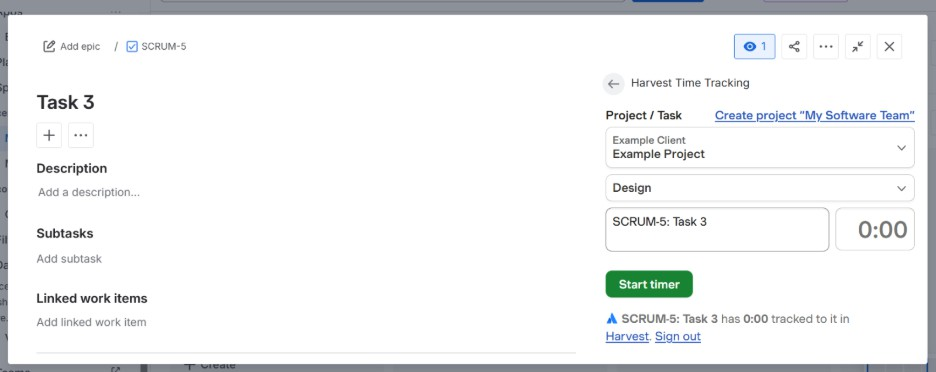 Add epic / SCRUM-5
1
Harvest Time Tracking
Task 3
Project / Task Create project "My Software Team"
Example Client
Example Project
Description
Add a description...
Design
SCRUM-5: Task 3
0:00
Subtasks
Add subtask
Start timer
Linked work items
Add linked work item
SCRUM-5: Task 3 has 0:00 tracked to it in
Harvest. Sign out
Create